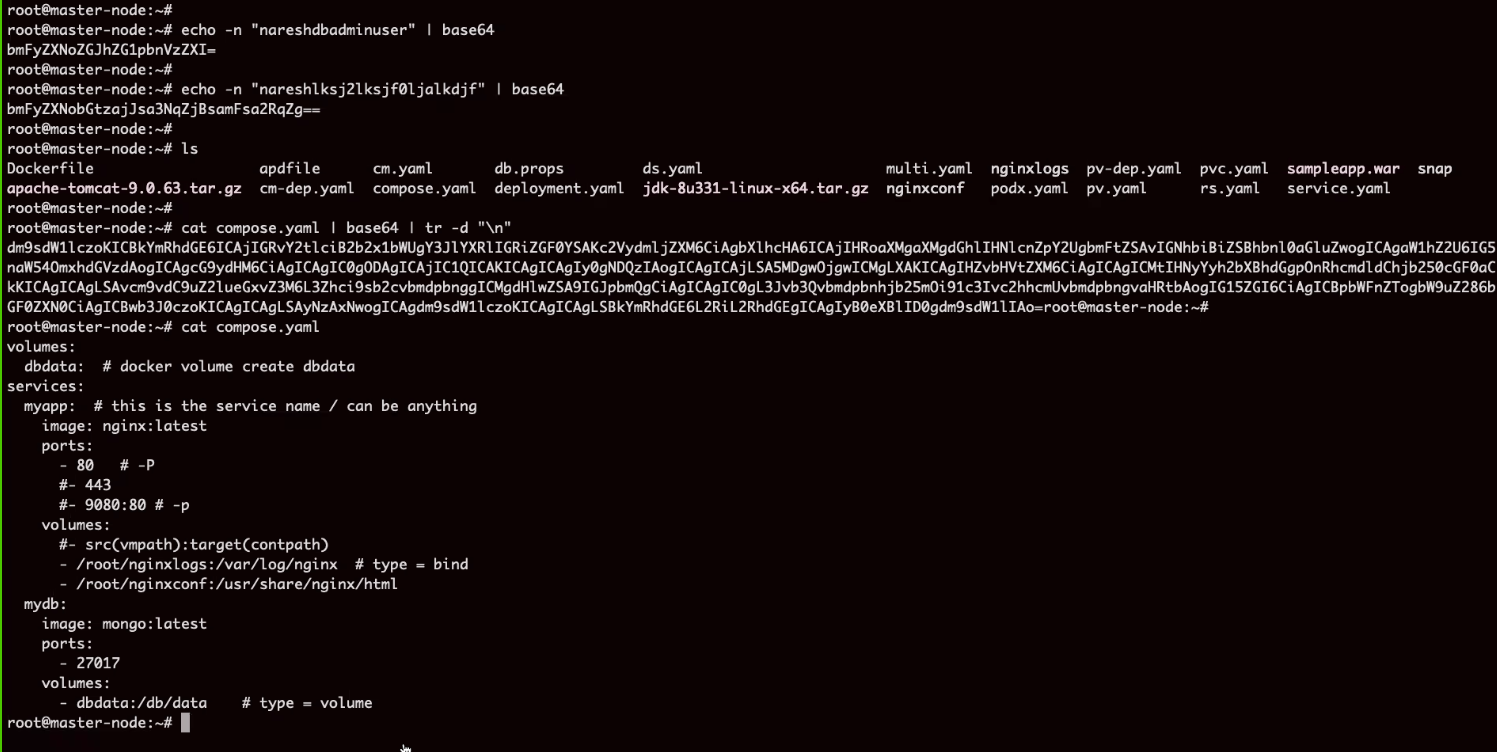 root@master-node:~#
root@master-node:~# echo -n "nareshdbadminuser" | base64
bmFyZXNoZGJhZG1pbnVzZXI=
root@master-node:~#
root@master-node:~# echo -n "nareshlksj2lksjf0ljalkdjf" | base64
bmFyZXNobGtzajJsa3NqZjBsamFsa2RqZg==
root@master-node:~#
root@master-node:~# ls
Dockerfile apdfile cm.yaml db.props ds.yaml multi.yaml nginxlogs pv-dep.yaml pvc.yaml sampleapp.war snap
apache-tomcat-9.0.63.tar.gz cm-dep.yaml compose.yaml deployment.yaml jdk-8u331-linux-x64.tar.gz nginxconf podx.yaml pv.yaml rs.yaml service.yaml
root@master-node:~#
root@master-node:~# cat compose.yaml | base64 | tr -d "\n"
dm9sdW1lczoKICBkYmRhdGE6ICAjIGRvY2tlciB2b2x1bWUgY3JlYXRlIGRiZGF0YSAKc2VydmljZXM6CiAgbXlhcHA6ICAjIHRoaXMgaXMgdGhlIHNlcnZpY2UgbmFtZSAvIGNhbiBiZSBhbnl0aGluZwogICAgaW1hZ2U6IG5
naW54OmxhdGVzdAogICAgcG9ydHM6CiAgICAgIC0gODAgICAjIC1QICAKICAgICAgIy0gNDQzIAogICAgICAjLSA5MDgwOjgwICMgLXAKICAgIHZvbHVtZXM6CiAgICAgICMtIHNyYyh2bXBhdGgpOnRhcmdldChjb250cGF0aC
kKICAgICAgLSAvcm9vdC9uZ2lueGxvZ3M6L3Zhci9sb2cvbmdpbnggICMgdHlwZSA9IGJpbmQgCiAgICAgIC0gL3Jvb3Qvbmdpbnhjb25mOi91c3Ivc2hhcmUvbmdpbngvaHRtbAogIG15ZGI6CiAgICBpbWFnZTogbW9uZ286b
GF0ZXN0CiAgICBwb3J0czoKICAgICAgLSAyNzAxNwogICAgdm9sdW1lczoKICAgICAgLSBkYmRhdGE6L2RiL2RhdGEgICAgIyB0eXBlID0gdm9sdW1lIAo=root@master-node:~#
root@master-node:~# cat compose.yaml
volumes:
  dbdata:  # docker volume create dbdata
services:
  myapp:  # this is the service name / can be anything
    image: nginx:latest
    ports:
      - 80   # -P
      #- 443
      #- 9080:80 # -p
    volumes:
      #- src(vmpath):target(contpath)
      - /root/nginxlogs:/var/log/nginx  # type = bind
      - /root/nginxconf:/usr/share/nginx/html
  mydb:
    image: mongo:latest
    ports:
      - 27017
    volumes:
      - dbdata:/db/data    # type = volume
root@master-node:~#